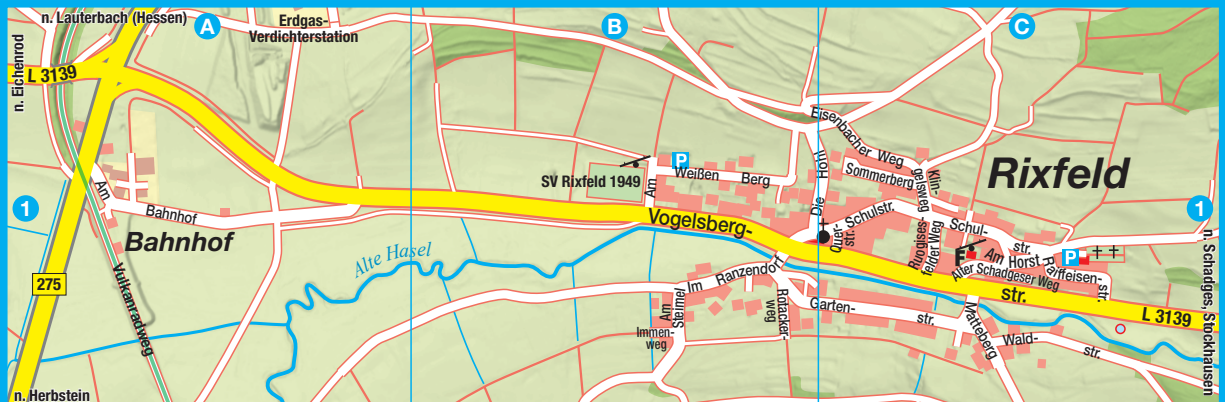 n. Lauterbach (Hessen)
A
Erdgas-
Verdichterstation
B
C
n. Eichenrod
L 3139
Eisenbacher Weg
SV Rixfeld 1949
P
Am
Weißen
Berg
Die
Hohl
Sommerberg
Klin-
gelsweg
Rixfeld
1
Am
Bahnhof
Bahnhof
Vogelsberg-
Quer-
str.
Schulstr.
Schul-
str.
felder Weg
1
n. Schadges, Stockhausen
Alte Hasel
F
Am
Horst
P
Raiffeisen-
str.
Alter Schadgeser Weg
275
Vulkanradweg
Im
Ranzendorf
str.
L 3139
Am
Steimel
Immen-
weg
Rotacker-
weg
Garten-
str.
Matteberg
Wald-
str.
n. Herbstein